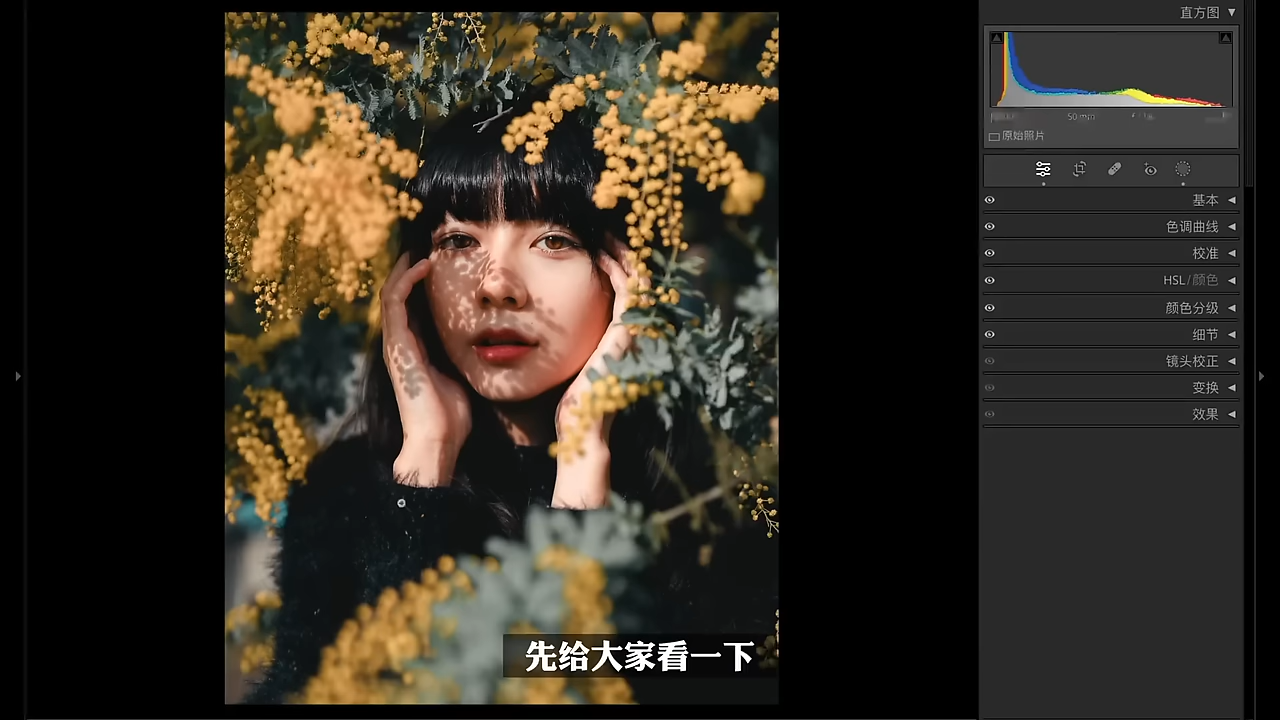 直方图
50 mm
原始照片
基本
色调曲线
校准
HSL/颜色
颜色分级
细节
镜头校正
变换
效果
先给大家看一下